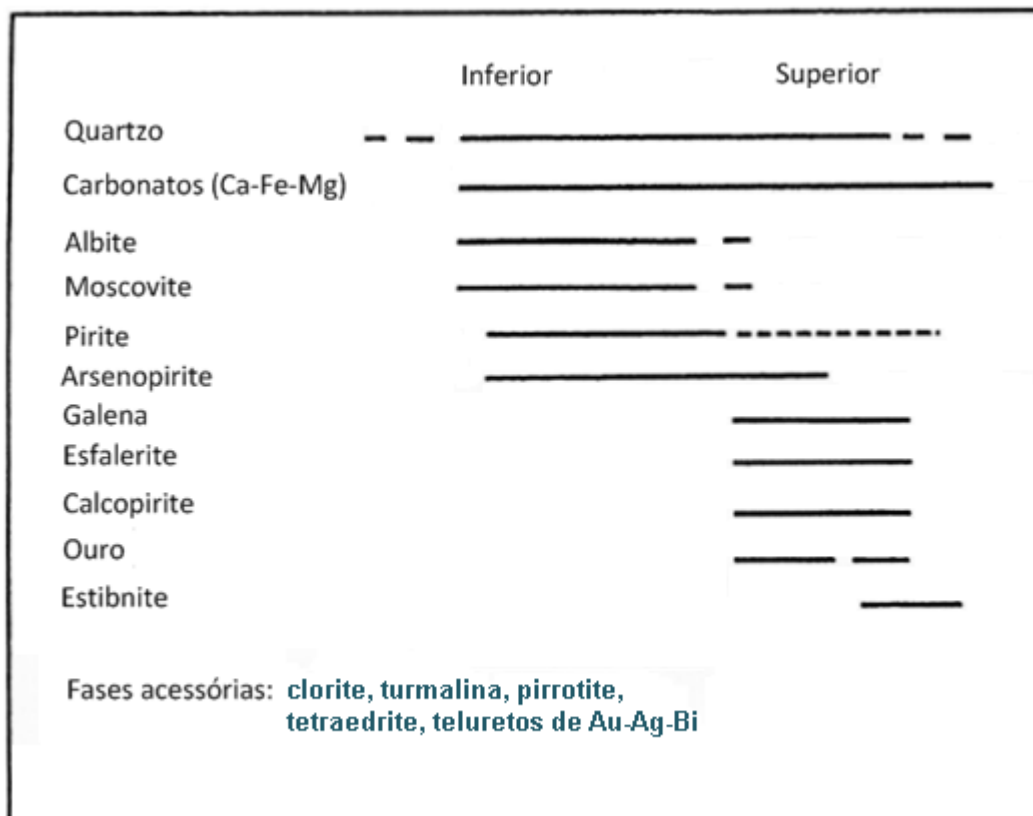 Inferior Superior
Quartzo
Carbonatos (Ca-Fe-Mg)
Albite
Moscovite
Pirite
Arsenopirite
Galena
Esfalerite
Calcopirite
Ouro
Estibnite
Fases acessórias: clorite, turmalina, pirrotite,
tetraedrite, teluretos de Au-Ag-Bi